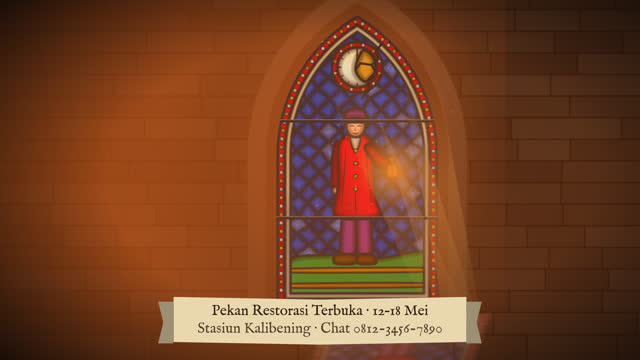 Pekan Restorasi Terbuka · 12-18 Mei
Stasiun Kalibening · Chat 0812-3456-7890